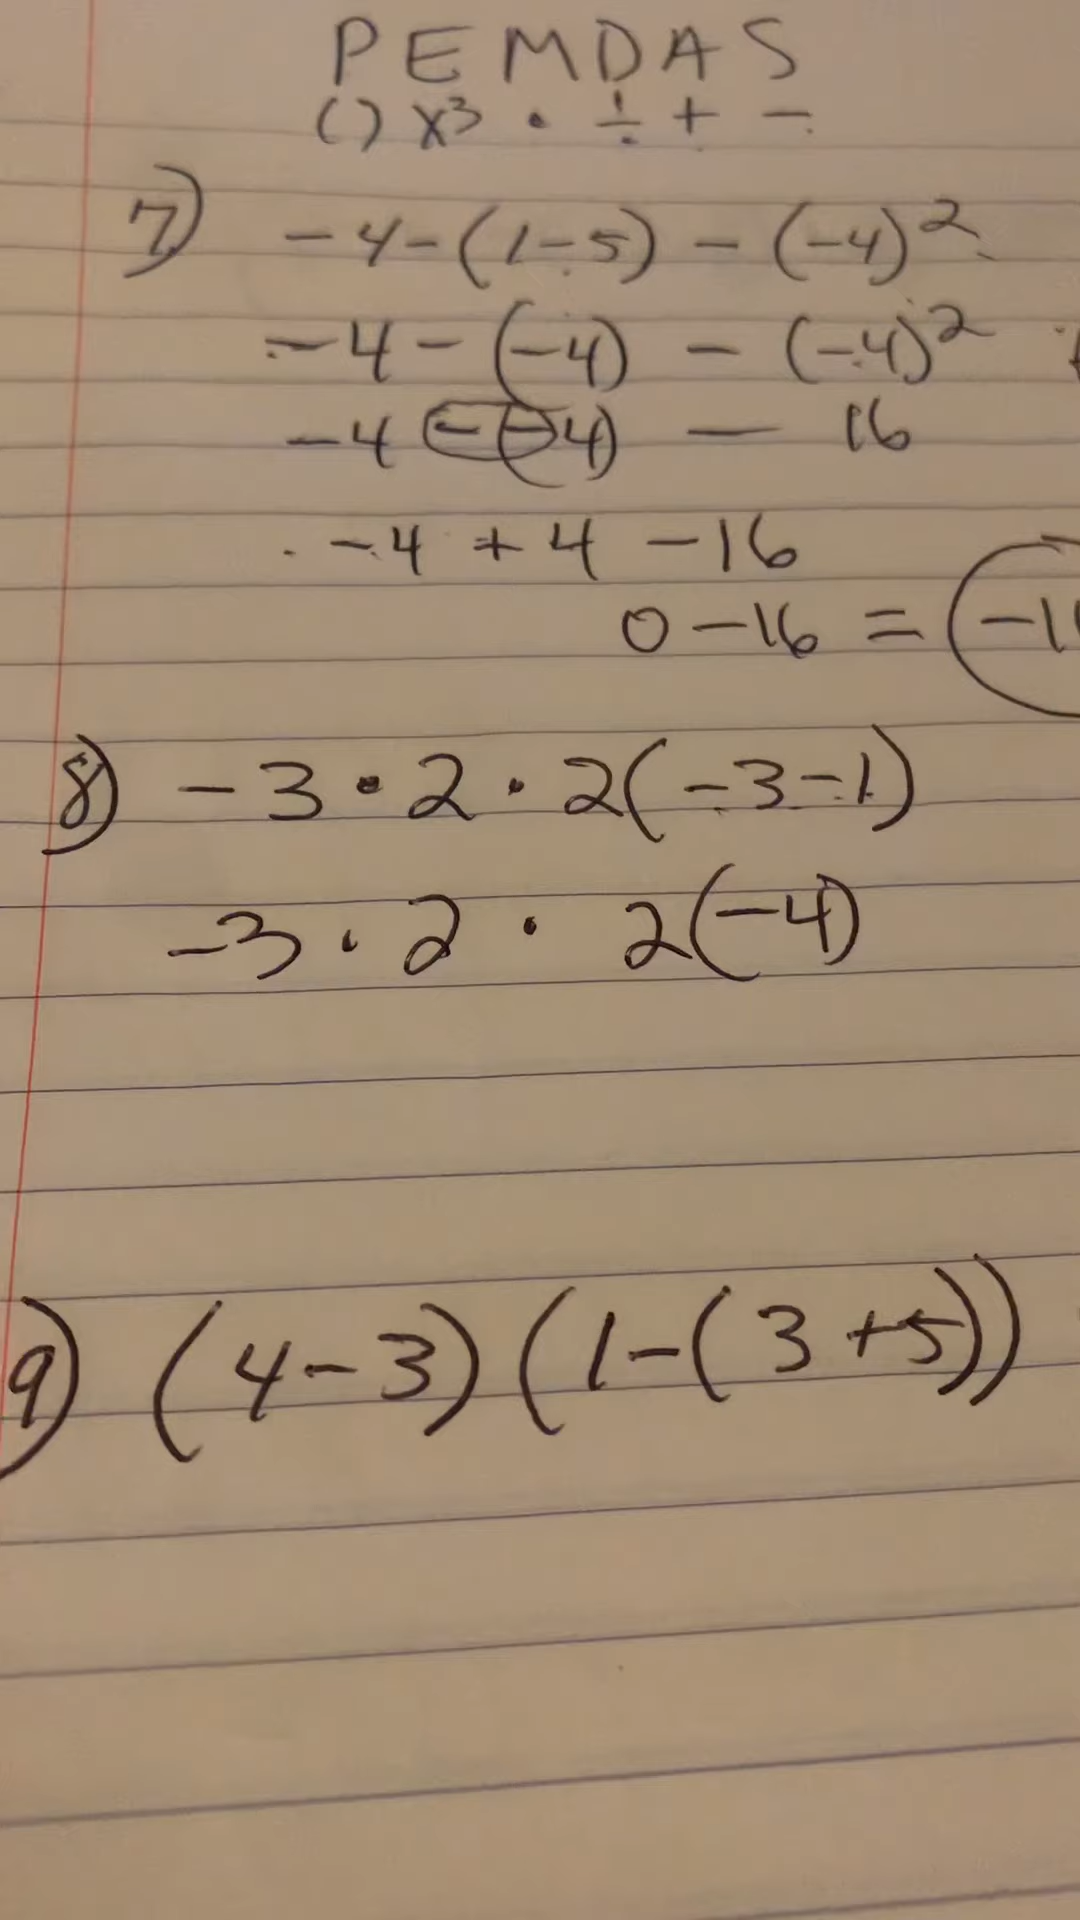 PEMDAS
( ) x³ • ÷ + −
7) −4−(1−5) − (−4)²
−4 − (−4) − (−4)²
−4 − (−4) − 16
−4 + 4 − 16
0 − 16 = −1
8) −3 • 2 • 2(−3−1)
−3 • 2 • 2(−4)
9) (4−3)(1−(3+5))